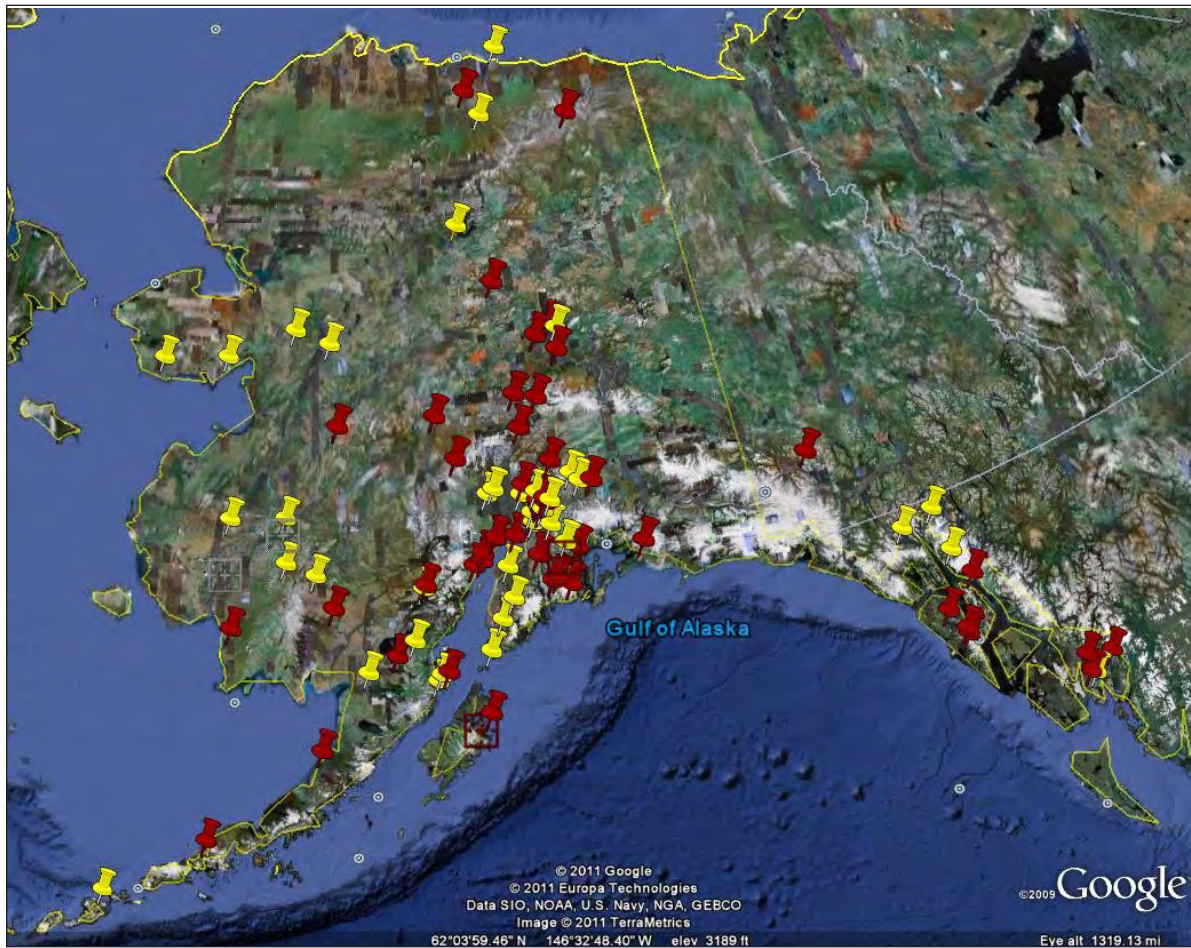 Gulf of Alaska
© 2011 Google
© 2011 Europa Technologies
Data SIO, NOAA, U.S. Navy, NGA, GEBCO
Image © 2011 TerraMetrics
©2009 Google
62°03'59.46" N 146°32'48.40" W elev 3189 ft Eye alt 1319.13 mi